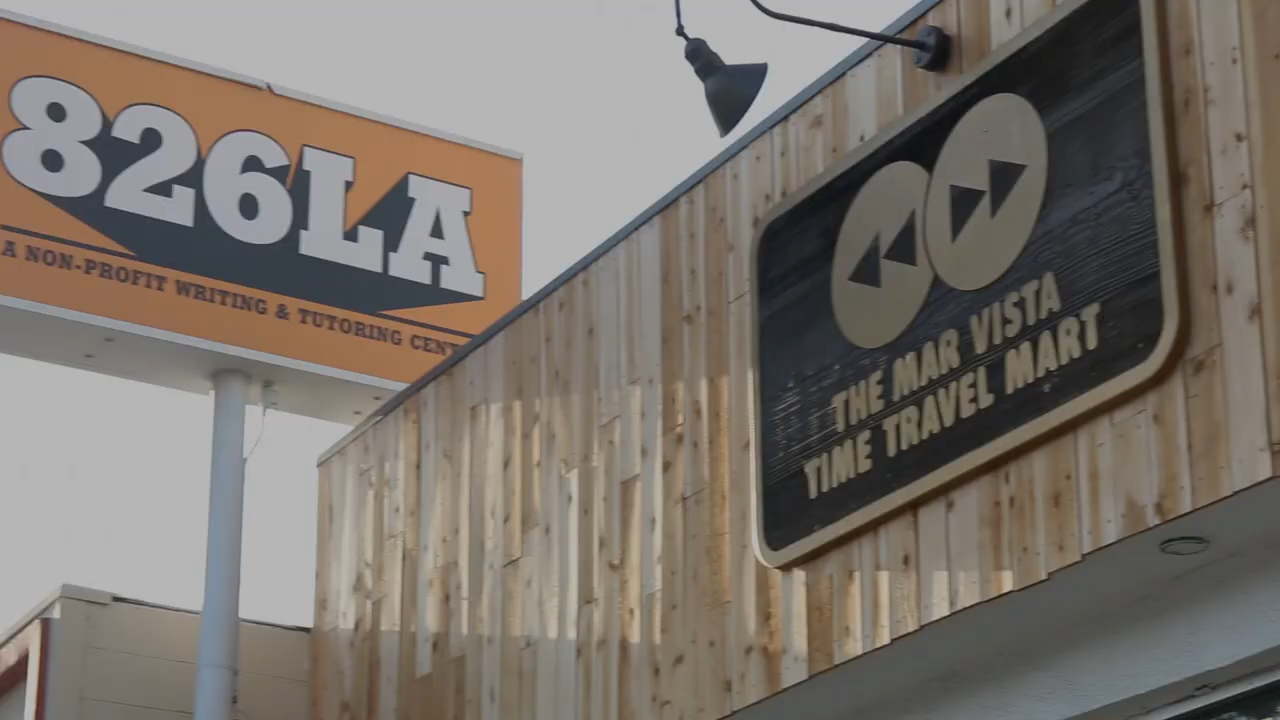 826LA
A NON-PROFIT WRITING & TUTORING
THE MAR VISTA
TIME TRAVEL MART